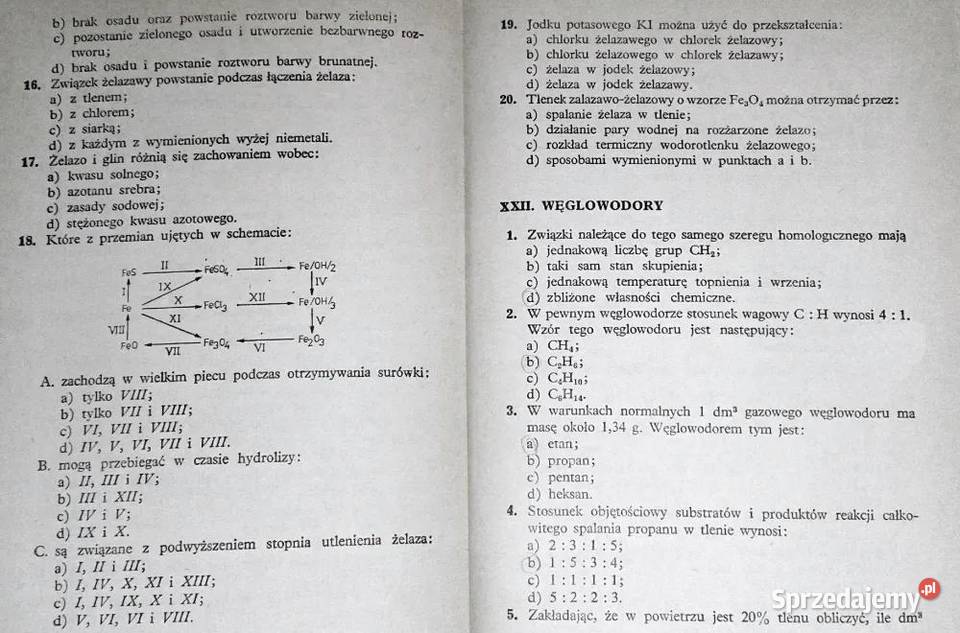 b) brak osadu oraz powstanie roztworu barwy zielonej;
c) pozostanie zielonego osadu i utworzenie bezbarwnego roz-
tworu;
d) brak osadu i powstanie roztworu barwy brunatnej.
16. Związek żelazawy powstanie podczas łączenia żelaza:
a) z tlenem;
b) z chlorem;
c) z siarką;
d) z każdym z wymienionych wyżej niemetali.
17. Żelazo i glin różnią się zachowaniem wobec:
a) kwasu solnego;
b) azotanu srebra;
c) zasady sodowej;
d) stężonego kwasu azotowego.
18. Które z przemian ujętych w schemacie:
FeS II FeSO₄ III Fe/OH/₂
I IX IV
Fe X FeCl₃ XII Fe/OH/₃
VIII XI V
FeO VII Fe₃O₄ VI Fe₂O₃
A. zachodzą w wielkim piecu podczas otrzymywania surówki:
a) tylko VIII;
b) tylko VII i VIII;
c) VI, VII i VIII;
d) IV, V, VI, VII i VIII.
B. mogą przebiegać w czasie hydrolizy:
a) II, III i IV;
b) III i XII;
c) IV i V;
d) IX i X.
C. są związane z podwyższeniem stopnia utlenienia żelaza:
a) I, II i III;
b) I, IV, X, XI i XIII;
c) I, IV, IX, X i XI;
d) V, VI, VI i VIII.
19. Jodku potasowego KI można użyć do przekształcenia:
a) chlorku żelazawego w chlorek żelazowy;
b) chlorku żelazowego w chlorek żelazawy;
c) żelaza w jodek żelazowy;
d) żelaza w jodek żelazawy.
20. Tlenek zalazawo-żelazowy o wzorze Fe₃O₄ można otrzymać przez:
a) spalanie żelaza w tlenie;
b) działanie pary wodnej na rozżarzone żelazo;
c) rozkład termiczny wodorotlenku żelazowego;
d) sposobami wymienionymi w punktach a i b.
XXII. WĘGLOWODORY
1. Związki należące do tego samego szeregu homologicznego mają
a) jednakową liczbę grup CH₂;
b) taki sam stan skupienia;
c) jednakową temperaturę topnienia i wrzenia;
d) zbliżone własności chemiczne.
2. W pewnym węglowodorze stosunek wagowy C : H wynosi 4 : 1.
Wzór tego węglowodoru jest następujący:
a) CH₄;
b) C₂H₆;
c) C₄H₁₀;
d) C₆H₁₄.
3. W warunkach normalnych 1 dm³ gazowego węglowodoru ma
masę około 1,34 g. Węglowodorem tym jest:
a) etan;
b) propan;
c) pentan;
d) heksan.
4. Stosunek objętościowy substratów i produktów reakcji całko-
witego spalania propanu w tlenie wynosi:
a) 2 : 3 : 1 : 5;
b) 1 : 5 : 3 : 4;
c) 1 : 1 : 1 : 1;
d) 5 : 2 : 2 : 3.
5. Zakładając, że w powietrzu jest 20% tlenu obliczyć, ile dm³
Sprzedajemy.pl